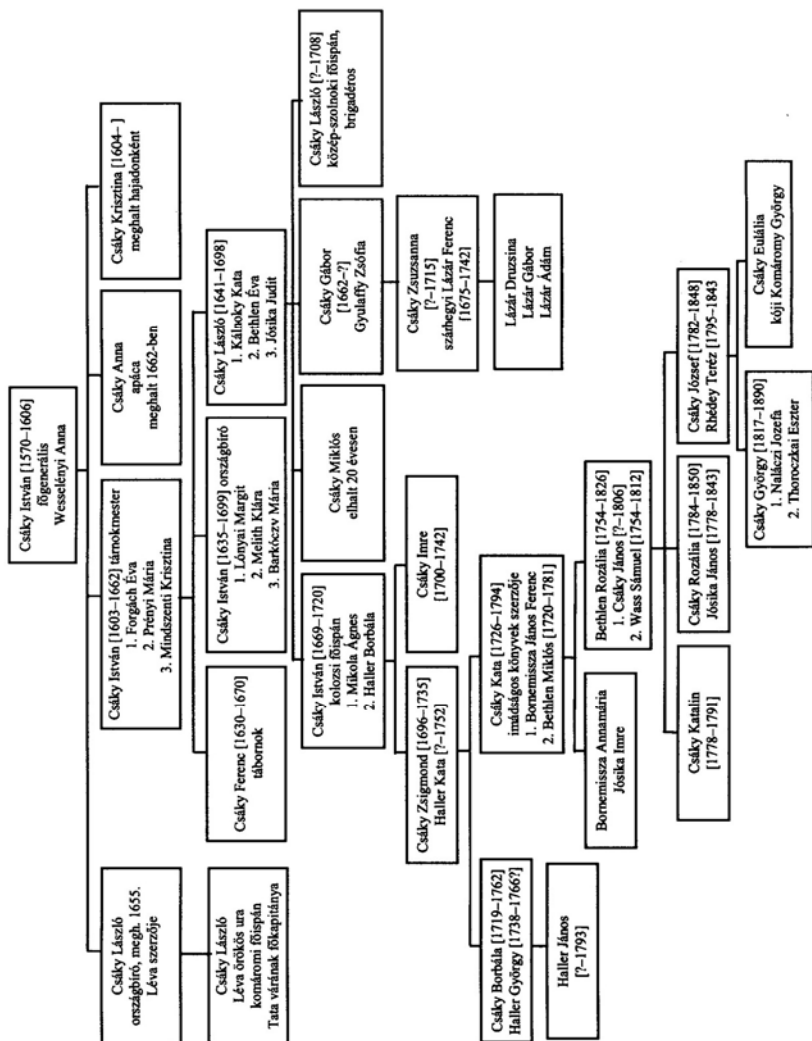 Csáky István [1570–1606]
főgenerális
Wesselényi Anna
Csáky László
országbíró, megh. 1655.
Léva szerzője
Csáky István [1603–1662] tárnokmester
1. Forgách Éva
2. Prényi Mária
3. Mindszenti Krisztina
Csáky Anna
apáca
meghalt 1662-ben
Csáky Krisztina [1604– ]
meghalt hajadonként
Csáky László
Léva örökös ura
komáromi főispán
Tata várának főkapitánya
Csáky Ferenc [1630–1670]
tábornok
Csáky István [1635–1699] országbíró
1. Lónyai Margit
2. Melith Klára
3. Barkóczv Mária
Csáky László [1641–1698]
1. Kálnoky Kata
2. Bethlen Éva
3. Jósika Judit
Csáky István [1669–1720]
kolozsi főispán
1. Mikola Ágnes
2. Haller Borbála
Csáky Miklós
elhalt 20 évesen
Csáky Gábor
[1662–?]
Gyulaffy Zsófia
Csáky László [?–1708]
közép-szolnoki főispán,
brigadéros
Csáky Zsigmond [1696–1735]
Haller Kata [?–1752]
Csáky Imre
[1700–1742]
Csáky Zsuzsanna
[?–1715]
szárhegyi Lázár Ferenc
[1675–1742]
Csáky Borbála [1719–1762]
Haller György [1738–1766?]
Csáky Kata [1726–1794]
imádságos könyvek szerzője
1. Bornemissza János Ferenc
2. Bethlen Miklós [1720–1781]
Lázár Druzsina
Lázár Gábor
Lázár Ádám
Haller János
[?–1793]
Bornemissza Annamária
Jósika Imre
Bethlen Rozália [1754–1826]
1. Csáky János [?–1806]
2. Wass Sámuel [1754–1812]
Csáky Katalin
[1778–1791]
Csáky Rozália [1784–1850]
Jósika János [1778–1843]
Csáky József [1782–1848]
Rhédey Teréz [1795–1843
Csáky György [1817–1890]
1. Naláczi Jozefa
2. Thoroczkai Eszter
Csáky Eulália
kóji Komáromy György